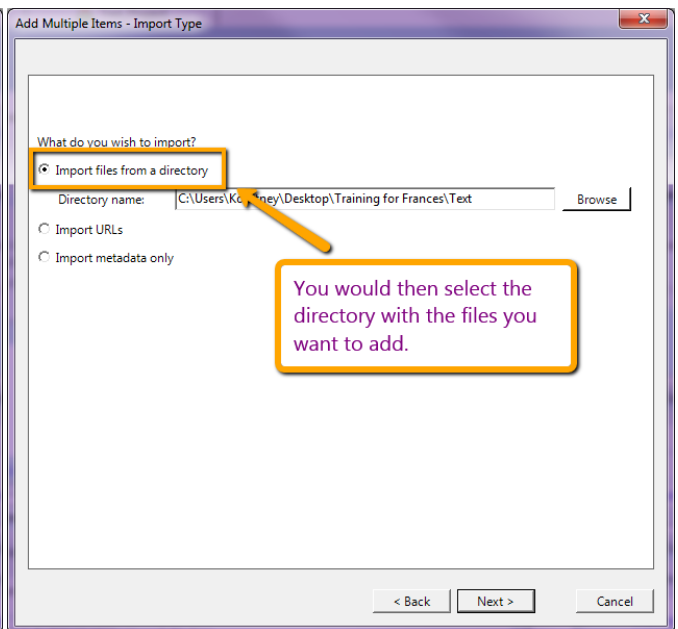 Add Multiple Items - Import Type
What do you wish to import?
Import files from a directory
Directory name: C:\Users\ ney\Desktop\Training for Frances\Text Browse
Import URLs
Import metadata only
You would then select the
directory with the files you
want to add.
< Back Next > Cancel